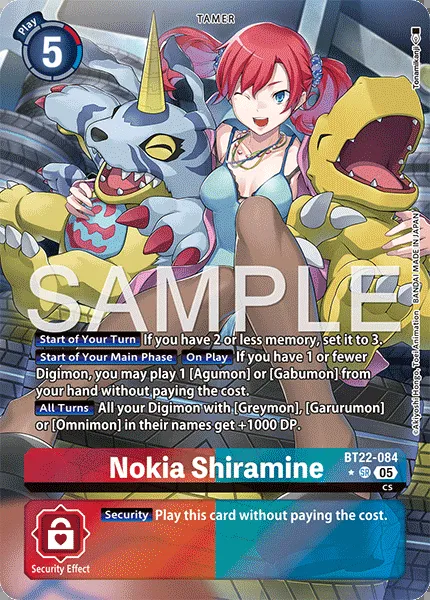 TAMER
Play
5
Tonamikanji
SAMPLE
©Akiyoshi Hongo, Toei Animation BANDAI MADE IN JAPAN
Start of Your Turn If you have 2 or less memory, set it to 3.
Start of Your Main Phase On Play If you have 1 or fewer
Digimon, you may play 1 [Agumon] or [Gabumon] from
your hand without paying the cost.
All Turns All your Digimon with [Greymon], [Garurumon]
or [Omnimon] in their names get +1000 DP.
BT22-084
Nokia Shiramine
★ SR 05
CS
Security Play this card without paying the cost.
Security Effect